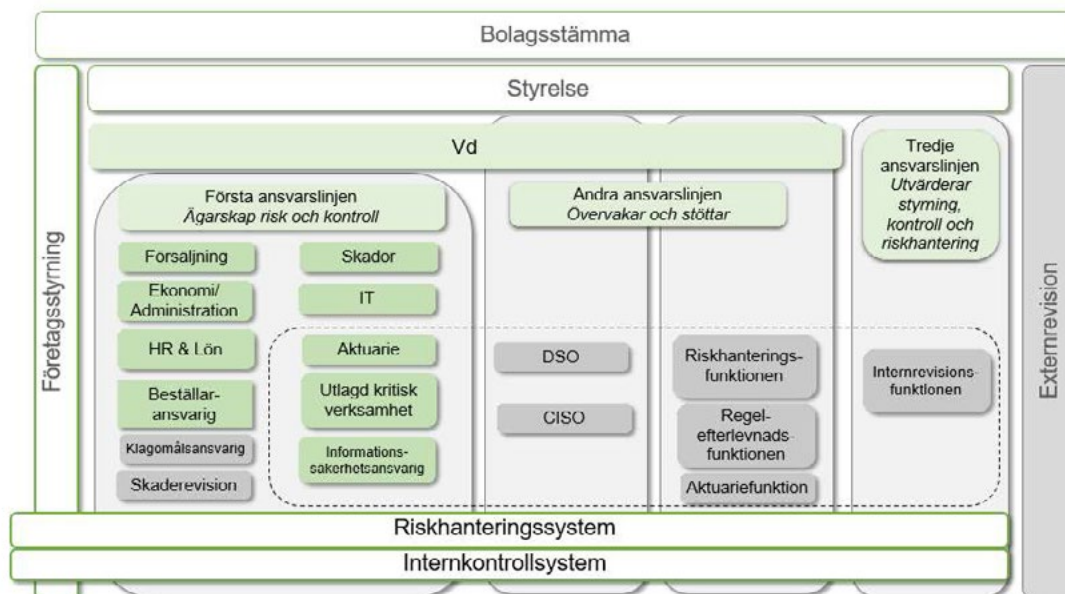 Bolagsstämma
Företagsstyrning
Styrelse
Externrevision
Vd
Första ansvarslinjen
Ägarskap risk och kontroll
Andra ansvarslinjen
Övervakar och stöttar
Tredje
ansvarslinjen
Utvärderar
styrning,
kontroll och
riskhantering
Forsaljning
Skador
Ekonomi/
Administration
IT
HR & Lön
Aktuarie
Beställar-
ansvarig
Utlagd kritisk
verksamhet
Klagomålsansvarig
Informations-
säkerhetsansvarig
Skaderevision
DSO
CISO
Riskhanterings-
funktionen
Regel-
efterlevnads-
funktionen
Aktuariefunktion
Internrevisions-
funktionen
Riskhanteringssystem
Internkontrollsystem